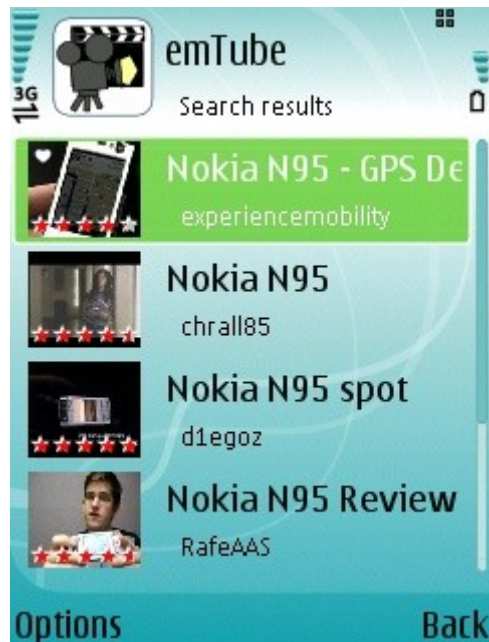 emTube
3G
Search results
Nokia N95 - GPS De
experiencemobility
Nokia N95
chrall85
Nokia N95 spot
d1egoz
Nokia N95 Review
RafeAAS
Options
Back